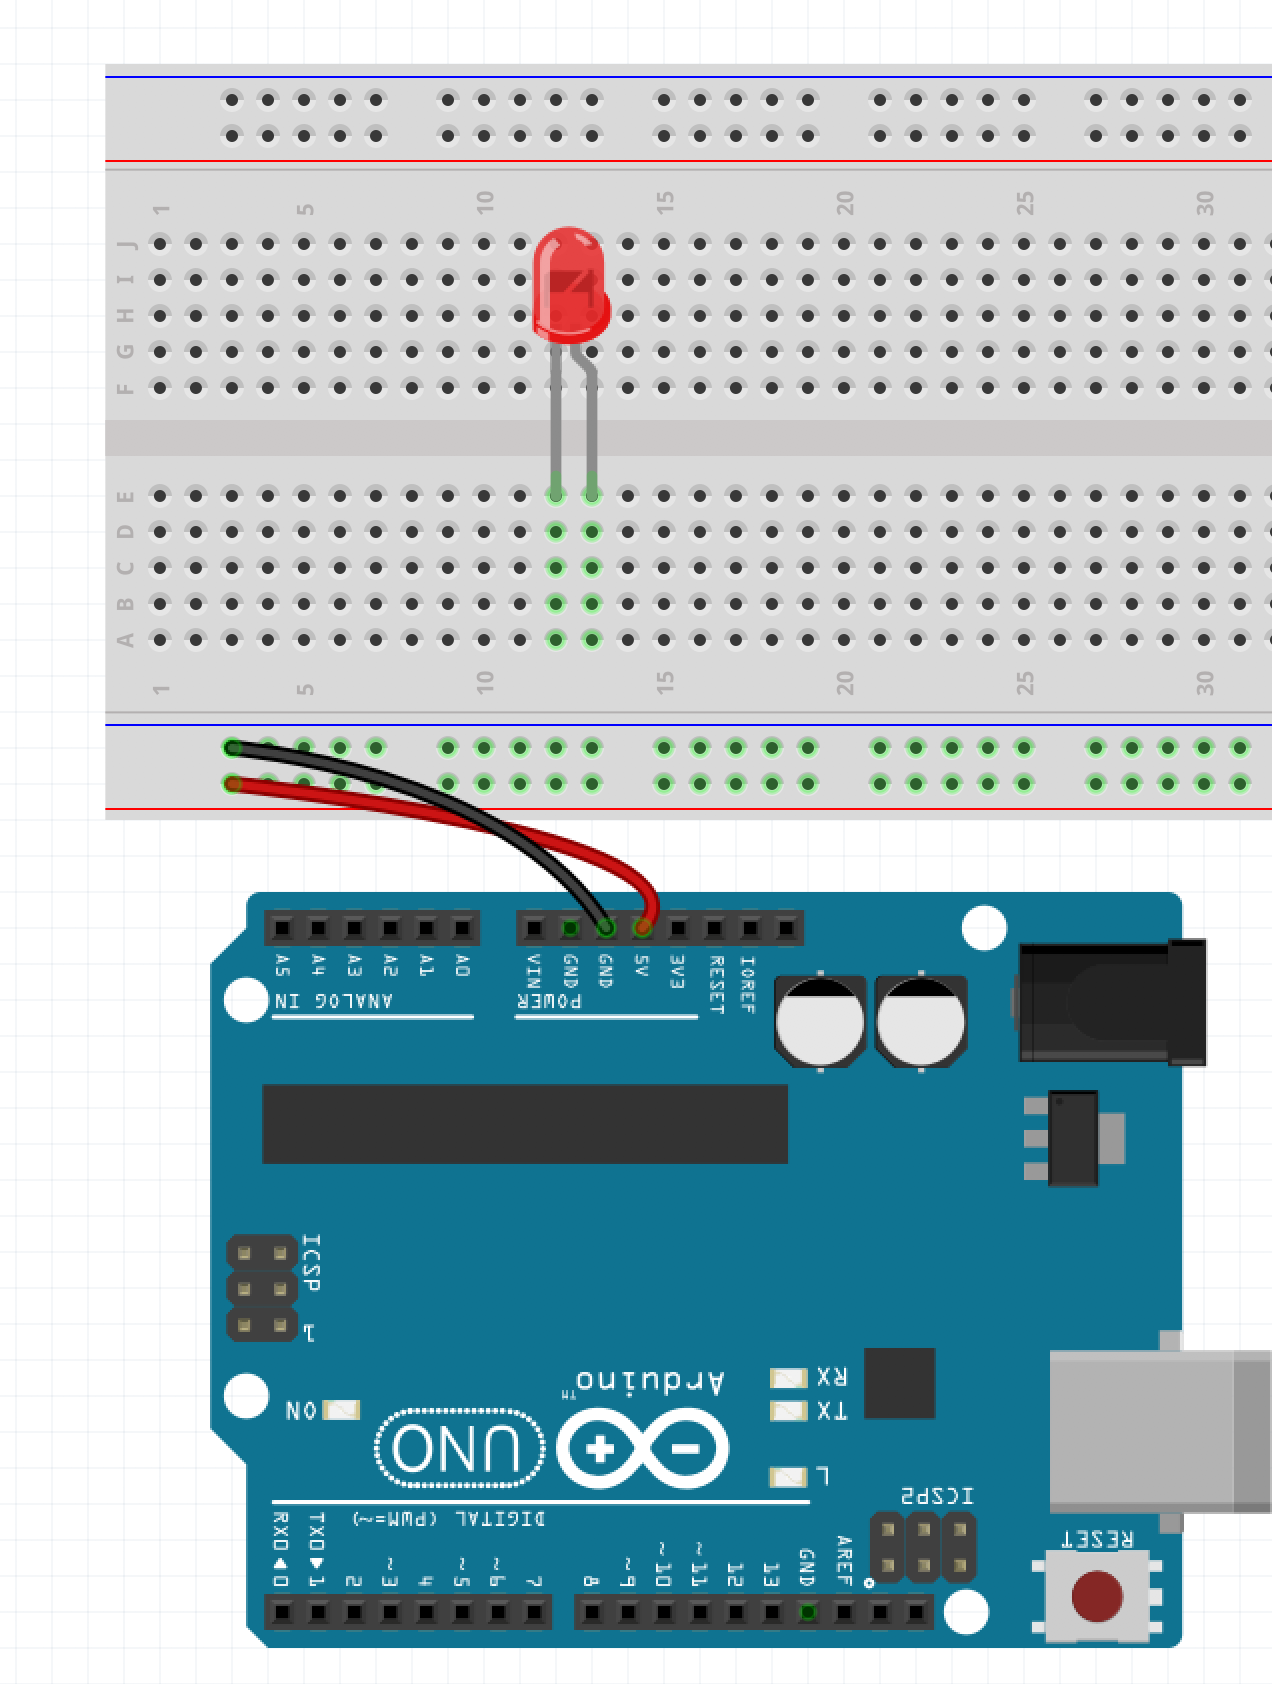 1 5 10 15 20 25 30
J
I
H
G
F
E
D
C
B
A
1 5 10 15 20 25 30
A5 A4 A3 A2 A1 A0 VIN GND GND 5V 3V3 RESET IOREF
ANALOG IN POWER
ICSP
1
Arduino™
RX
TX
ON
UNO
L
ICSP2
DIGITAL (PWM=~)
RESET
RX0◀0 TX0▶1 2 ~3 4 ~5 ~6 7 8 ~9 ~10 ~11 12 13 GND AREF